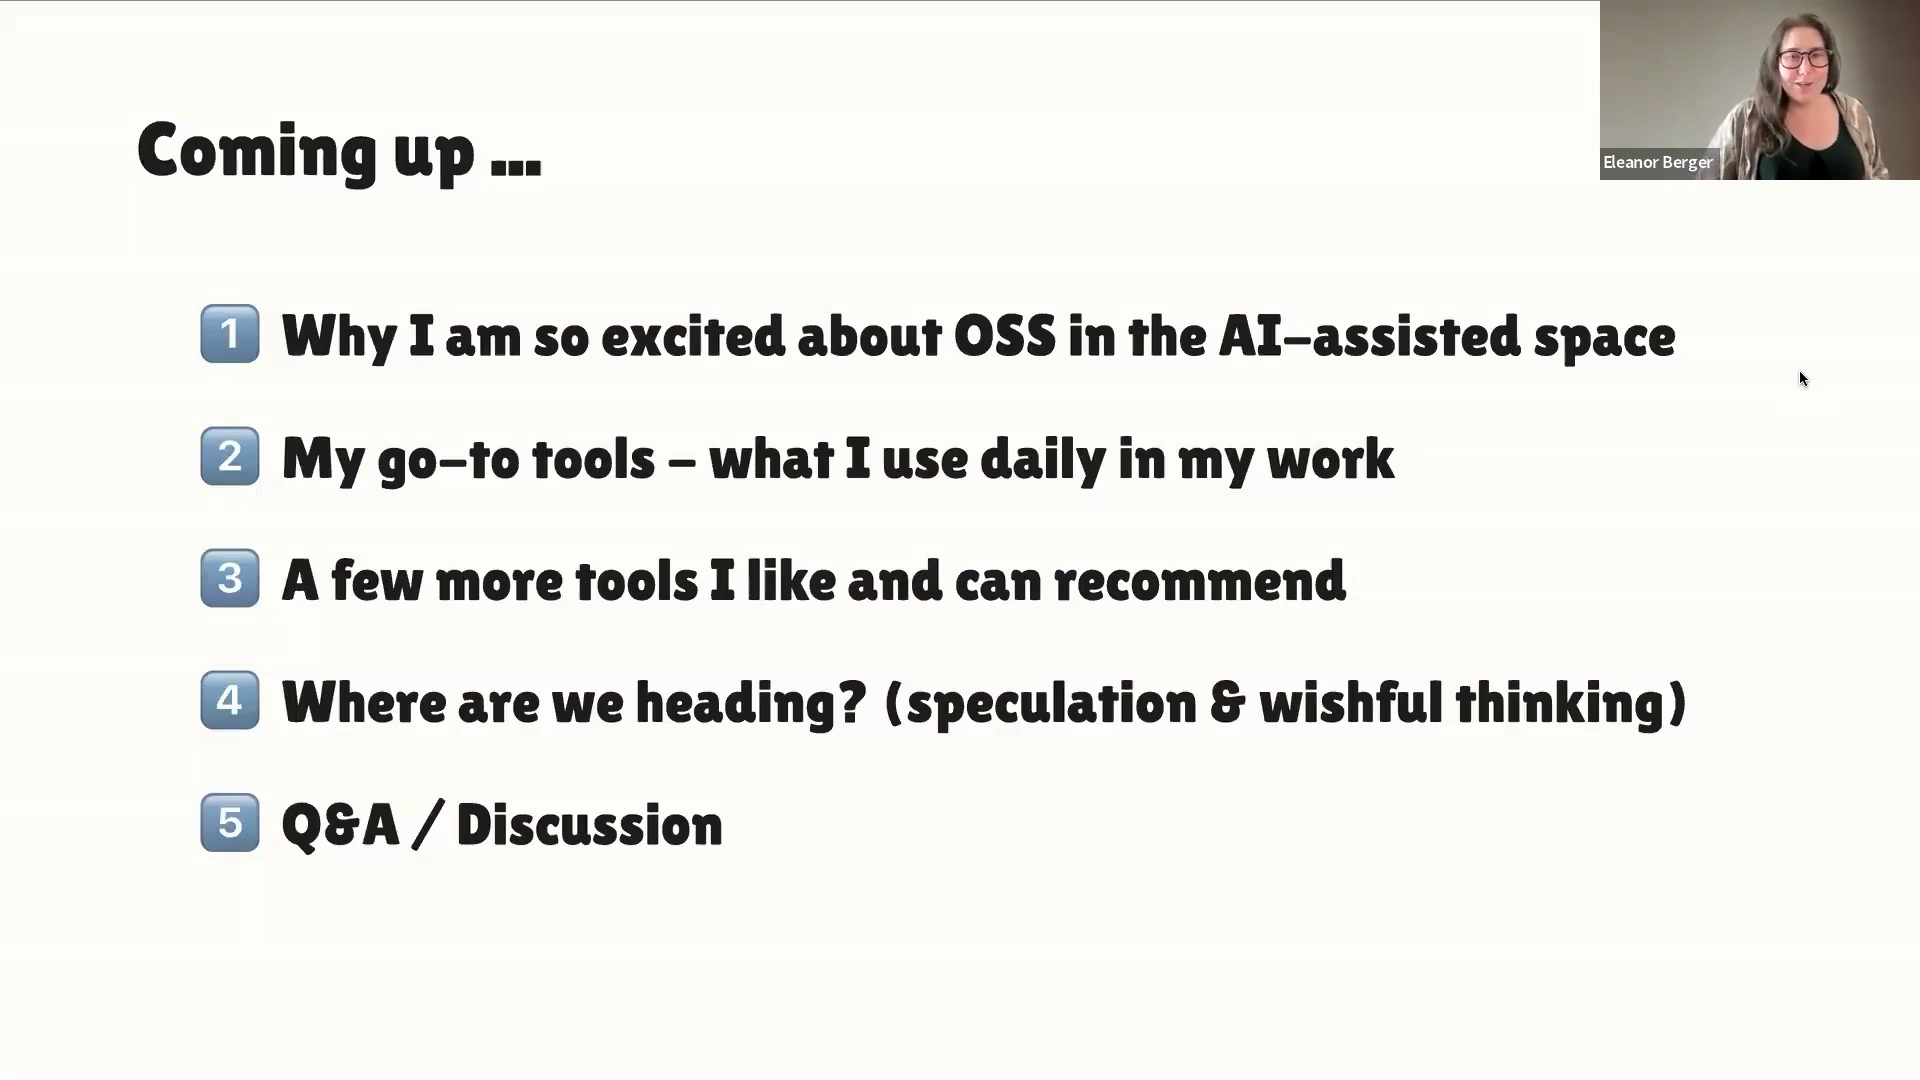 Coming up ...
Eleanor Berger
1 Why I am so excited about OSS in the AI-assisted space
2 My go-to tools - what I use daily in my work
3 A few more tools I like and can recommend
4 Where are we heading? (speculation & wishful thinking)
5 Q&A / Discussion